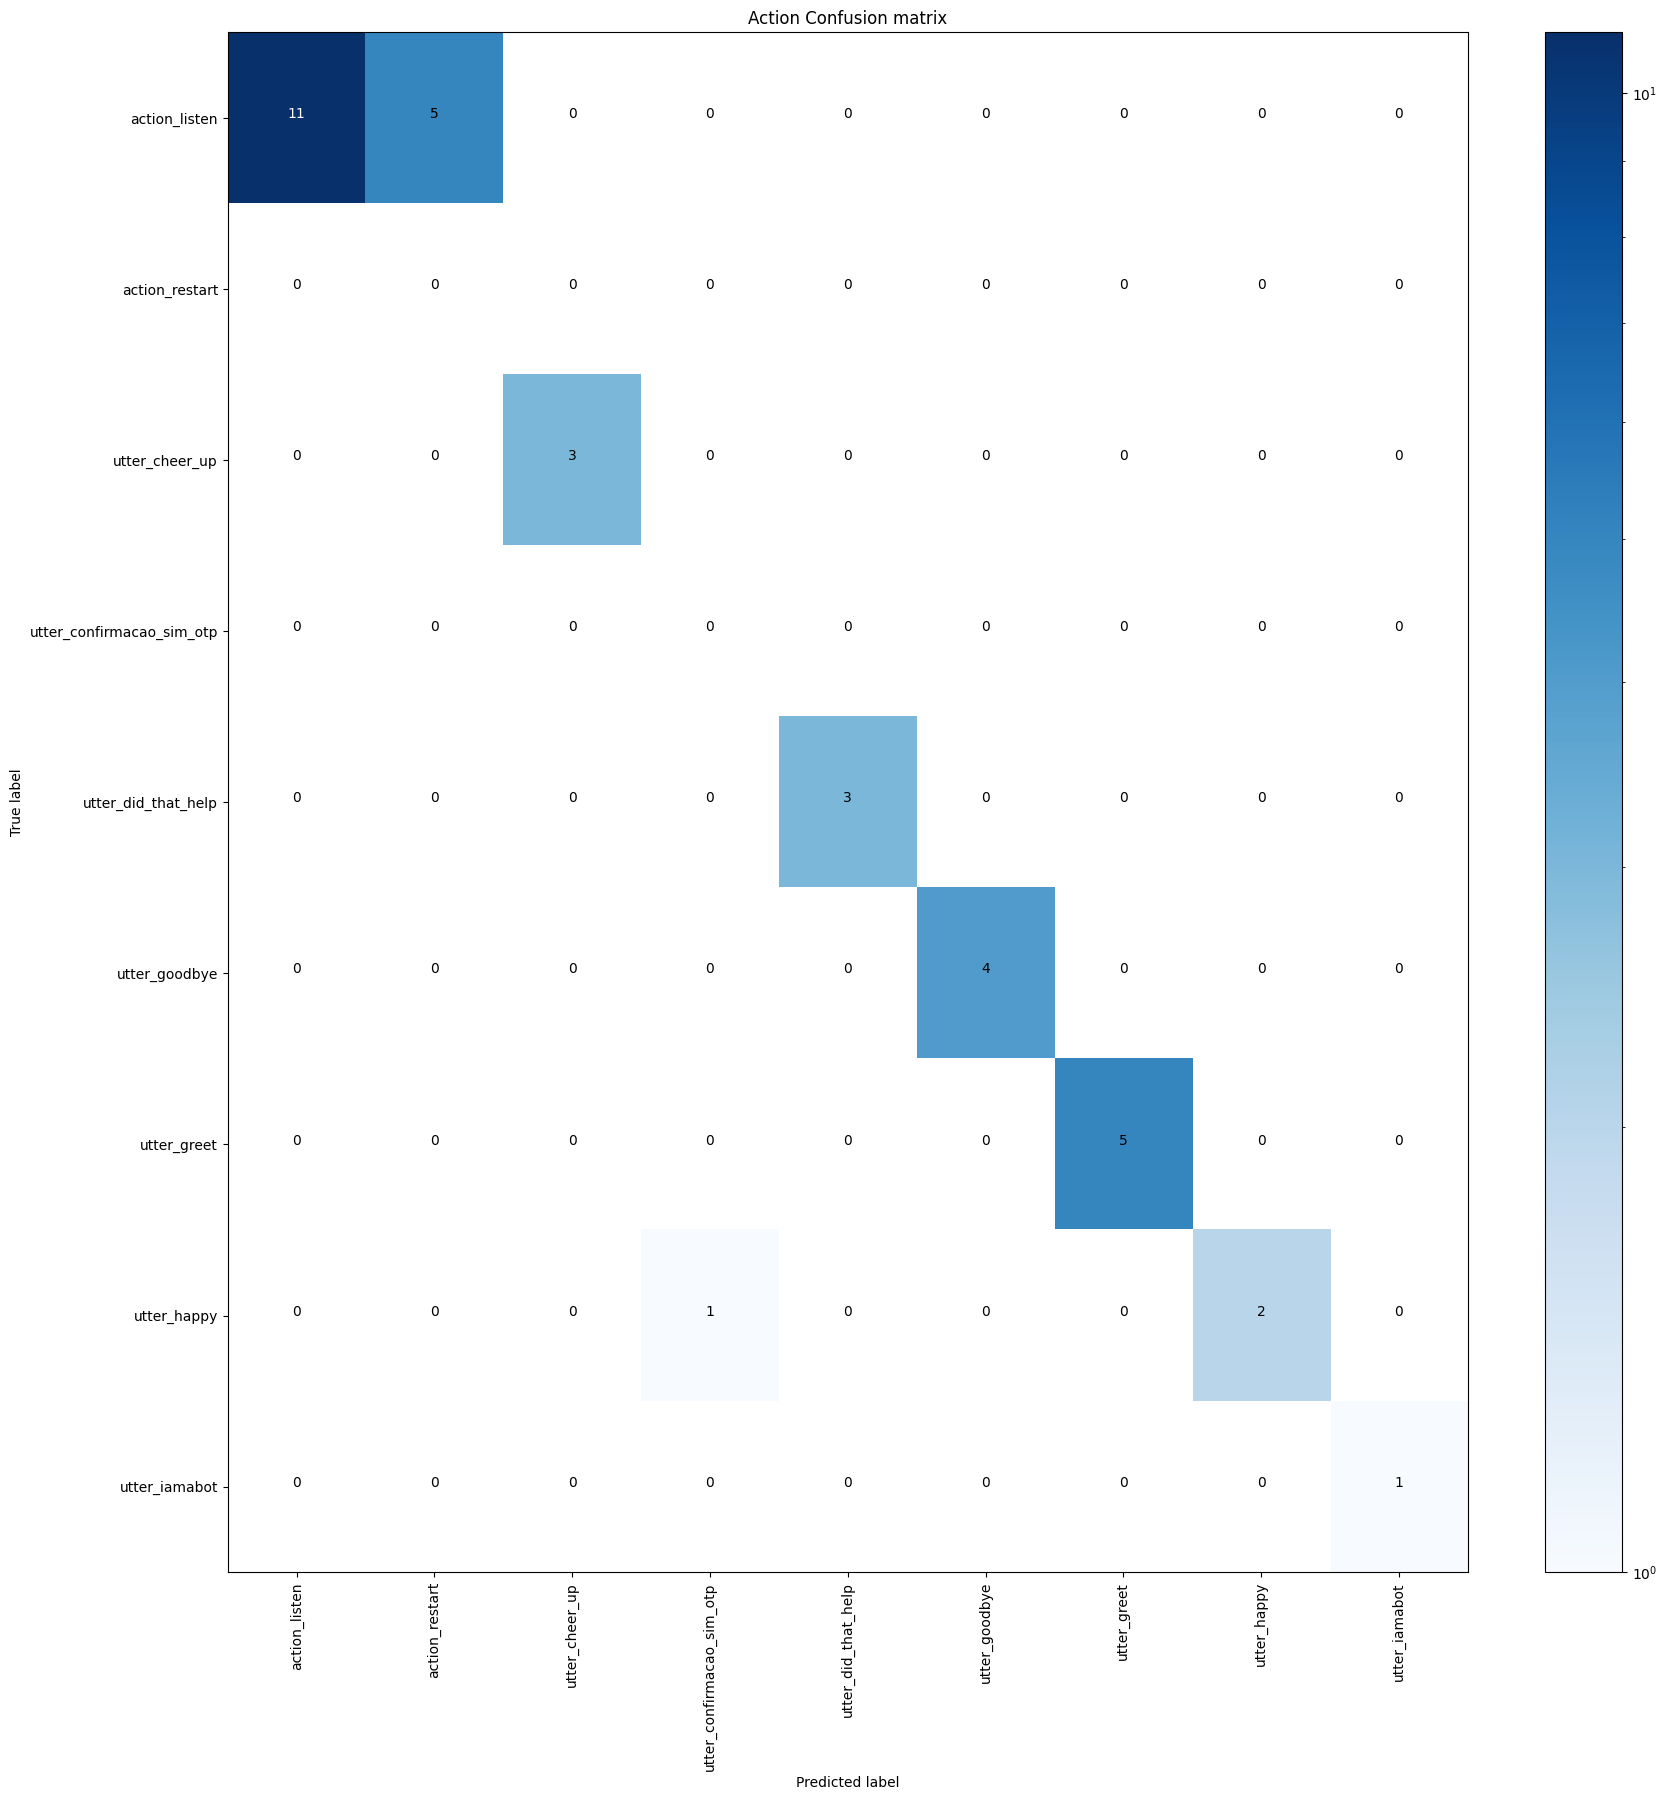 Action Confusion matrix
True label
action_listen 11 5 0 0 0 0 0 0 0
action_restart 0 0 0 0 0 0 0 0 0
utter_cheer_up 0 0 3 0 0 0 0 0 0
utter_confirmacao_sim_otp 0 0 0 0 0 0 0 0 0
utter_did_that_help 0 0 0 0 3 0 0 0 0
utter_goodbye 0 0 0 0 0 4 0 0 0
utter_greet 0 0 0 0 0 0 5 0 0
utter_happy 0 0 0 1 0 0 0 2 0
utter_iamabot 0 0 0 0 0 0 0 0 1
action_listen
action_restart
utter_cheer_up
utter_confirmacao_sim_otp
utter_did_that_help
utter_goodbye
utter_greet
utter_happy
utter_iamabot
Predicted label
10¹
10⁰